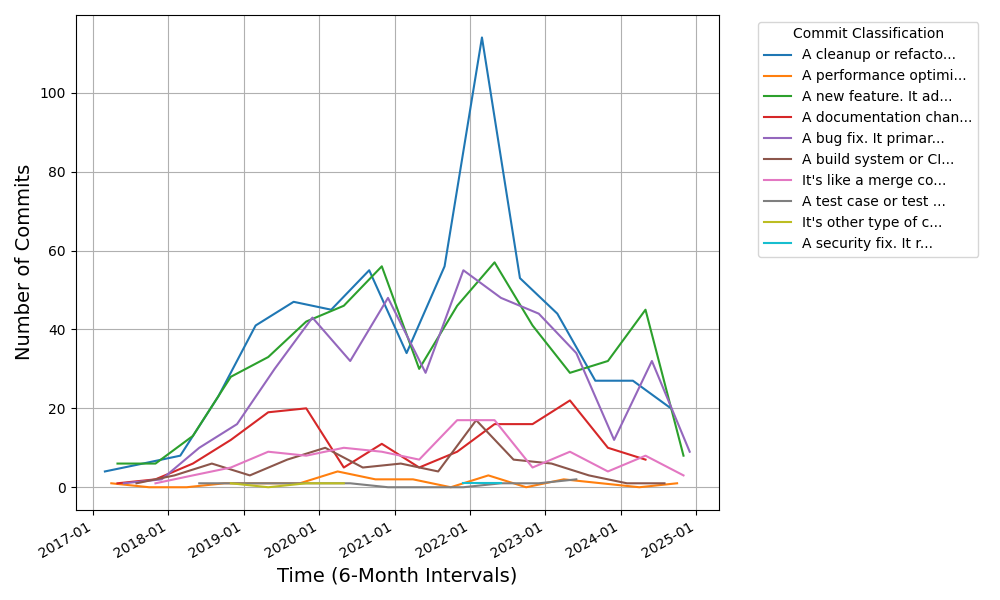 Commit Classification
A cleanup or refacto...
A performance optimi...
A new feature. It ad...
A documentation chan...
A bug fix. It primar...
A build system or CI...
It's like a merge co...
A test case or test ...
It's other type of c...
A security fix. It r...
Number of Commits
100
80
60
40
20
0
2017-01
2018-01
2019-01
2020-01
2021-01
2022-01
2023-01
2024-01
2025-01
Time (6-Month Intervals)